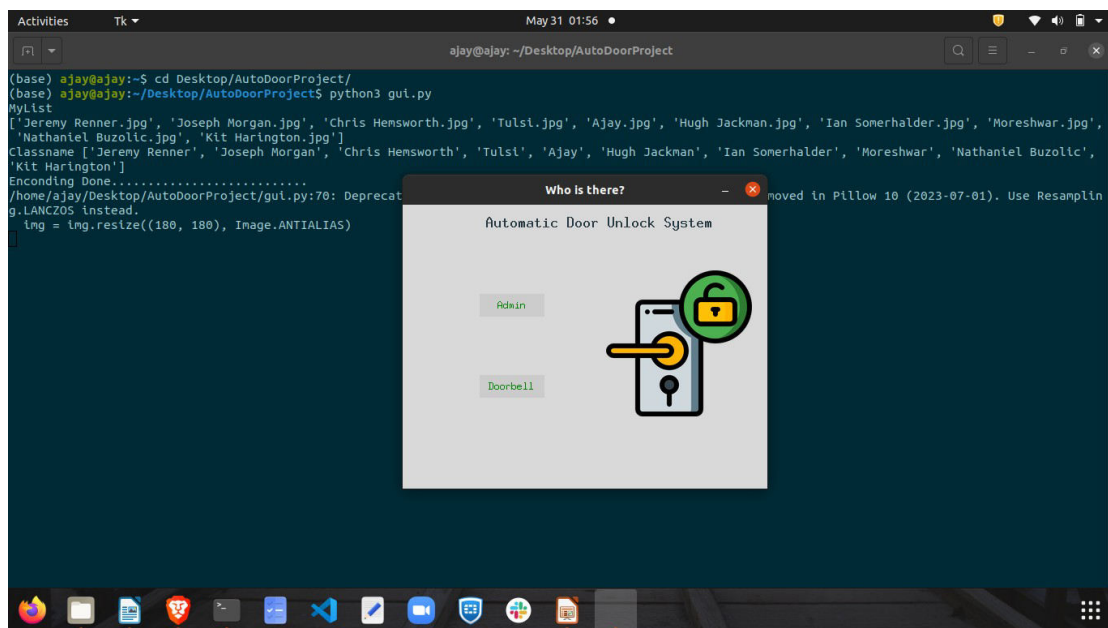 Activities Tk May 31 01:56
ajay@ajay: ~/Desktop/AutoDoorProject
(base) ajay@ajay:~$ cd Desktop/AutoDoorProject/
(base) ajay@ajay:~/Desktop/AutoDoorProject$ python3 gui.py
MyList
['Jeremy Renner.jpg', 'Joseph Morgan.jpg', 'Chris Hemsworth.jpg', 'Tulsi.jpg', 'Ajay.jpg', 'Hugh Jackman.jpg', 'Ian Somerhalder.jpg', 'Moreshwar.jpg',
'Nathaniel Buzolic.jpg', 'Kit Harington.jpg']
Classname ['Jeremy Renner', 'Joseph Morgan', 'Chris Hemsworth', 'Tulsi', 'Ajay', 'Hugh Jackman', 'Ian Somerhalder', 'Moreshwar', 'Nathaniel Buzolic',
'Kit Harington']
Enconding Done...........................
/home/ajay/Desktop/AutoDoorProject/gui.py:70: Deprecat moved in Pillow 10 (2023-07-01). Use Resamplin
g.LANCZOS instead.
img = img.resize((180, 180), Image.ANTIALIAS)
Who is there?
Automatic Door Unlock System
Admin
Doorbell